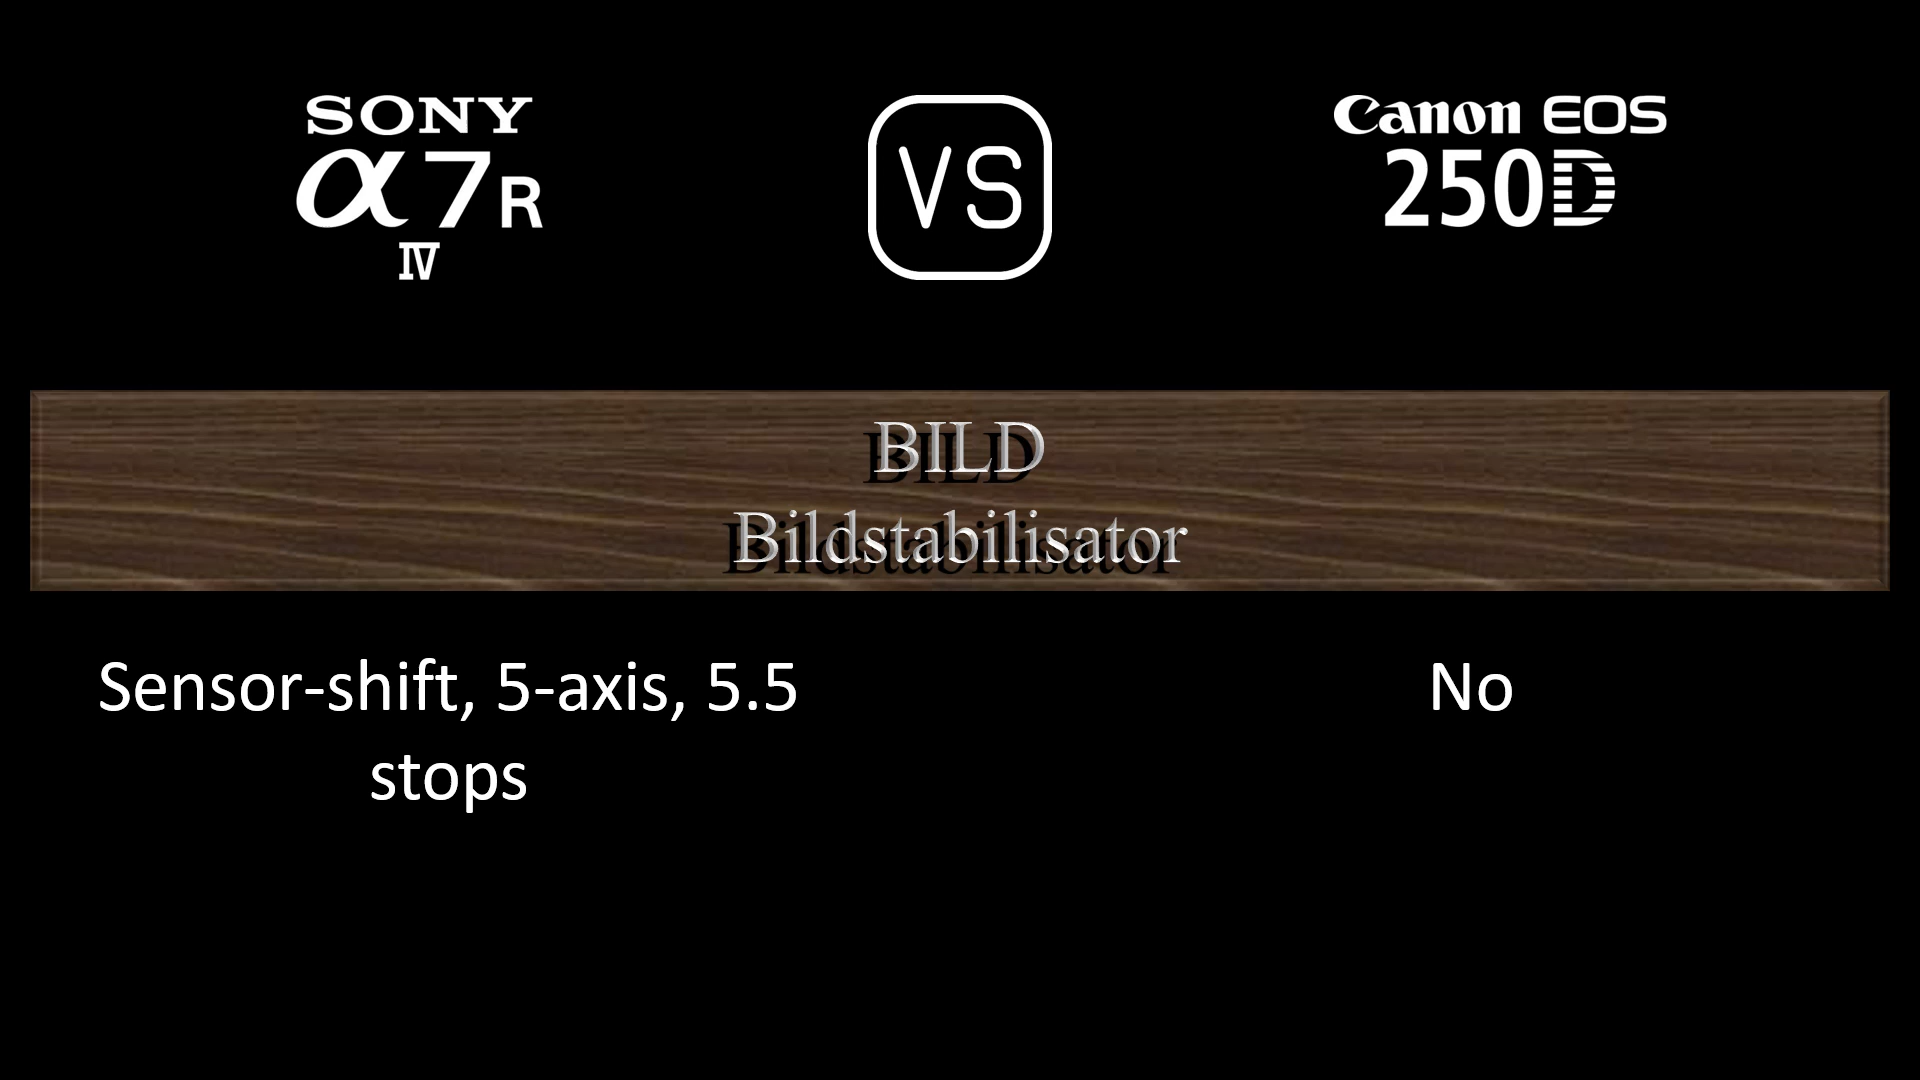 SONY
α7R
IV
VS
Canon EOS
250D
BILD
Bildstabilisator
Sensor-shift, 5-axis, 5.5
stops
No